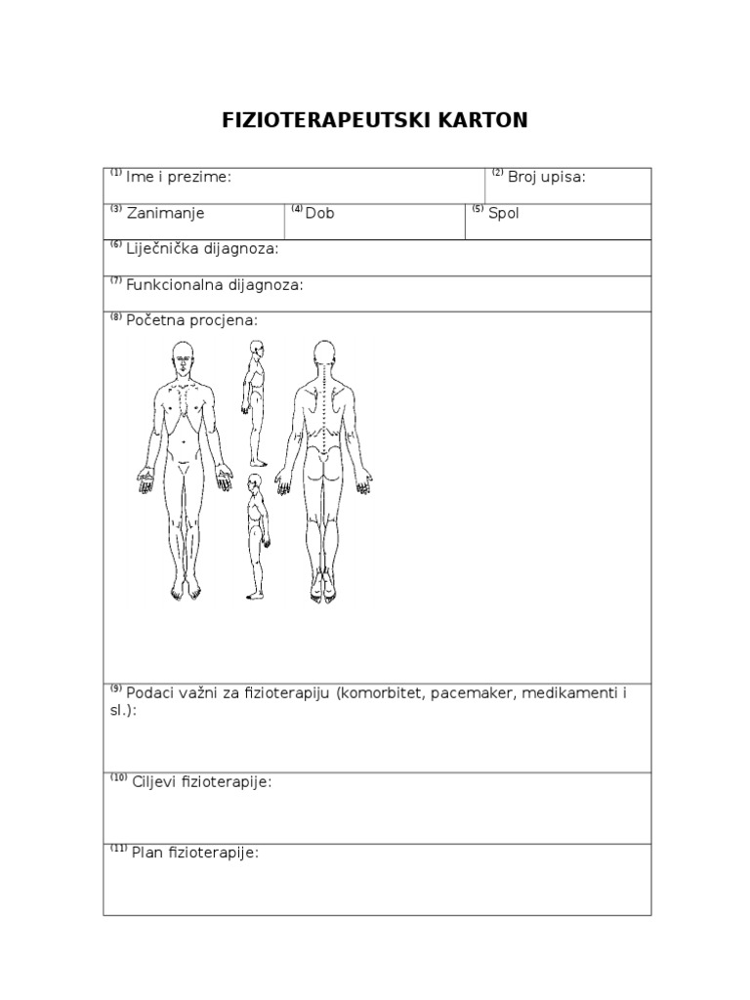 FIZIOTERAPEUTSKI KARTON
(1) Ime i prezime:
(2) Broj upisa:
(3) Zanimanje
(4) Dob
(5) Spol
(6) Liječnička dijagnoza:
(7) Funkcionalna dijagnoza:
(8) Početna procjena:
(9) Podaci važni za fizioterapiju (komorbitet, pacemaker, medikamenti i
sl.):
(10) Ciljevi fizioterapije:
(11) Plan fizioterapije: